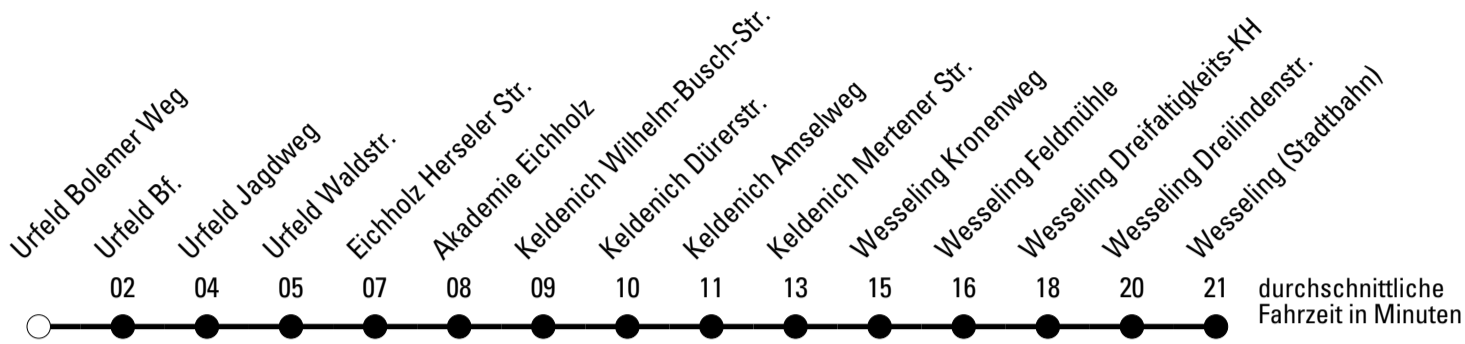 Urfeld Bolemer Weg
Urfeld Bf.
Urfeld Jagdweg
Urfeld Waldstr.
Eichholz Herseler Str.
Akademie Eichholz
Keldenich Wilhelm-Busch-Str.
Keldenich Dürerstr.
Keldenich Amselweg
Keldenich Mertener Str.
Wesseling Kronenweg
Wesseling Feldmühle
Wesseling Dreifaltigkeits-KH
Wesseling Dreilindenstr.
Wesseling (Stadtbahn)
02 04 05 07 08 09 10 11 13 15 16 18 20 21
durchschnittliche
Fahrzeit in Minuten